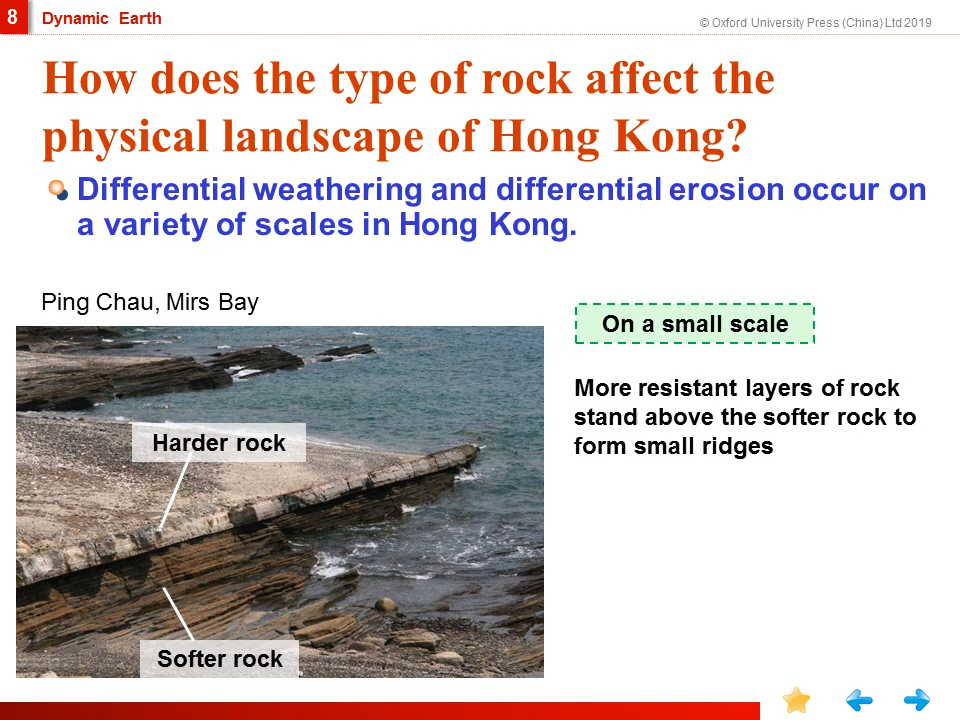 8
Dynamic Earth
© Oxford University Press (China) Ltd 2019
How does the type of rock affect the
physical landscape of Hong Kong?
Differential weathering and differential erosion occur on
a variety of scales in Hong Kong.
Ping Chau, Mirs Bay
On a small scale
More resistant layers of rock
stand above the softer rock to
form small ridges
Harder rock
Softer rock